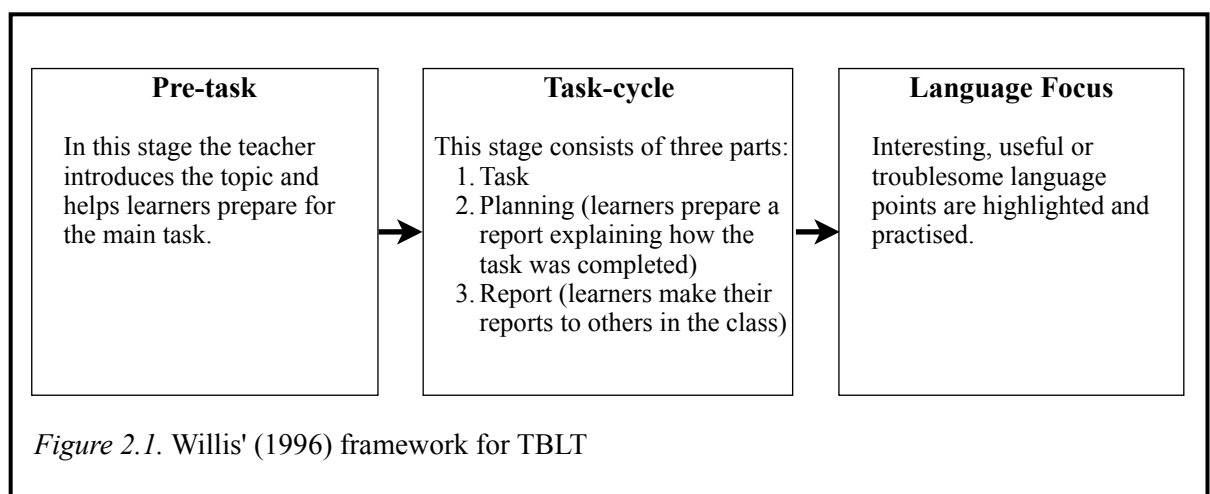 Pre-task
In this stage the teacher
introduces the topic and
helps learners prepare for
the main task.
Task-cycle
This stage consists of three parts:
1. Task
2. Planning (learners prepare a
report explaining how the
task was completed)
3. Report (learners make their
reports to others in the class)
Language Focus
Interesting, useful or
troublesome language
points are highlighted and
practised.
Figure 2.1. Willis' (1996) framework for TBLT